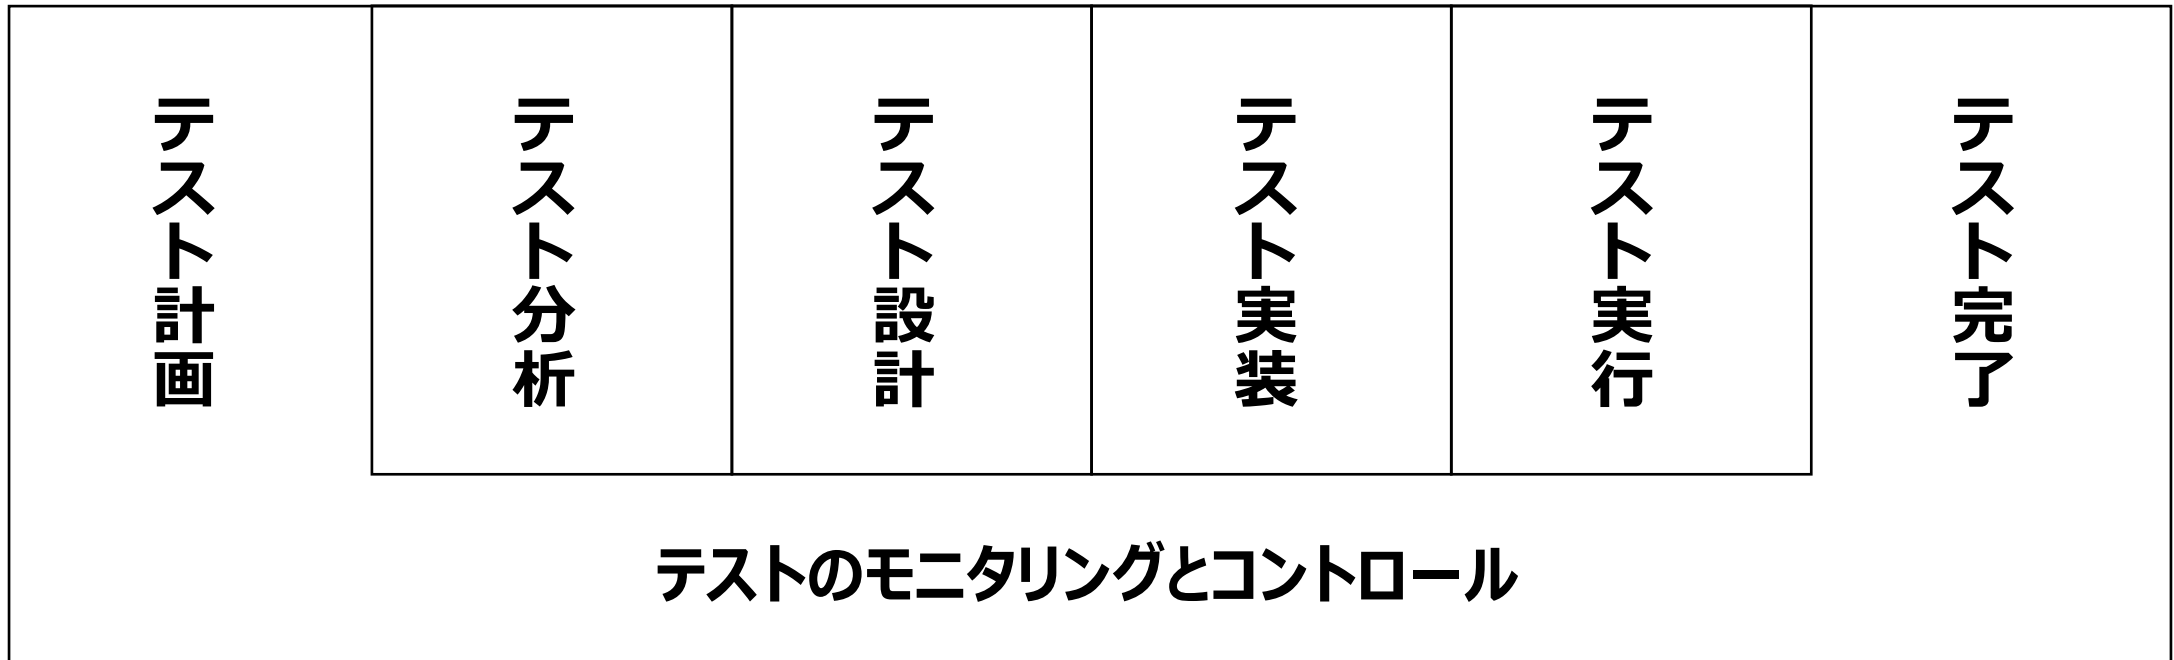 テスト計画
テスト分析
テスト設計
テスト実装
テスト実行
テスト完了
テストのモニタリングとコントロール